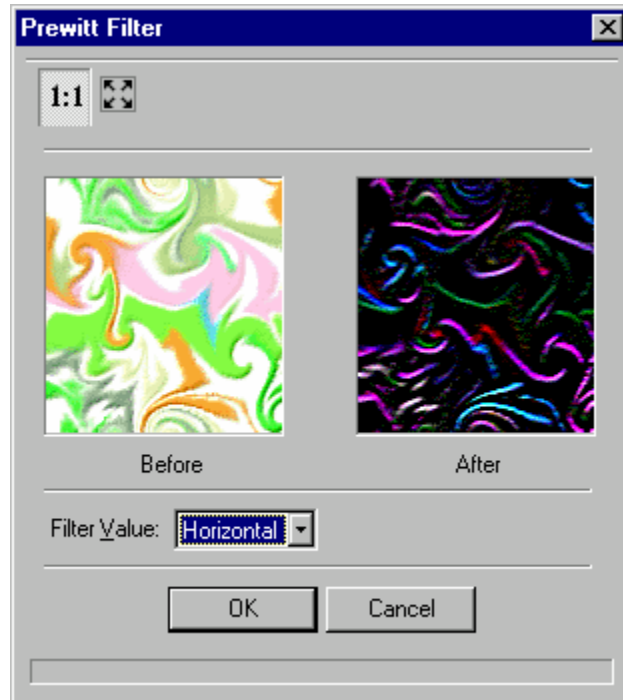 Prewitt Filter
1:1
Before After
Filter Value: Horizontal
OK Cancel